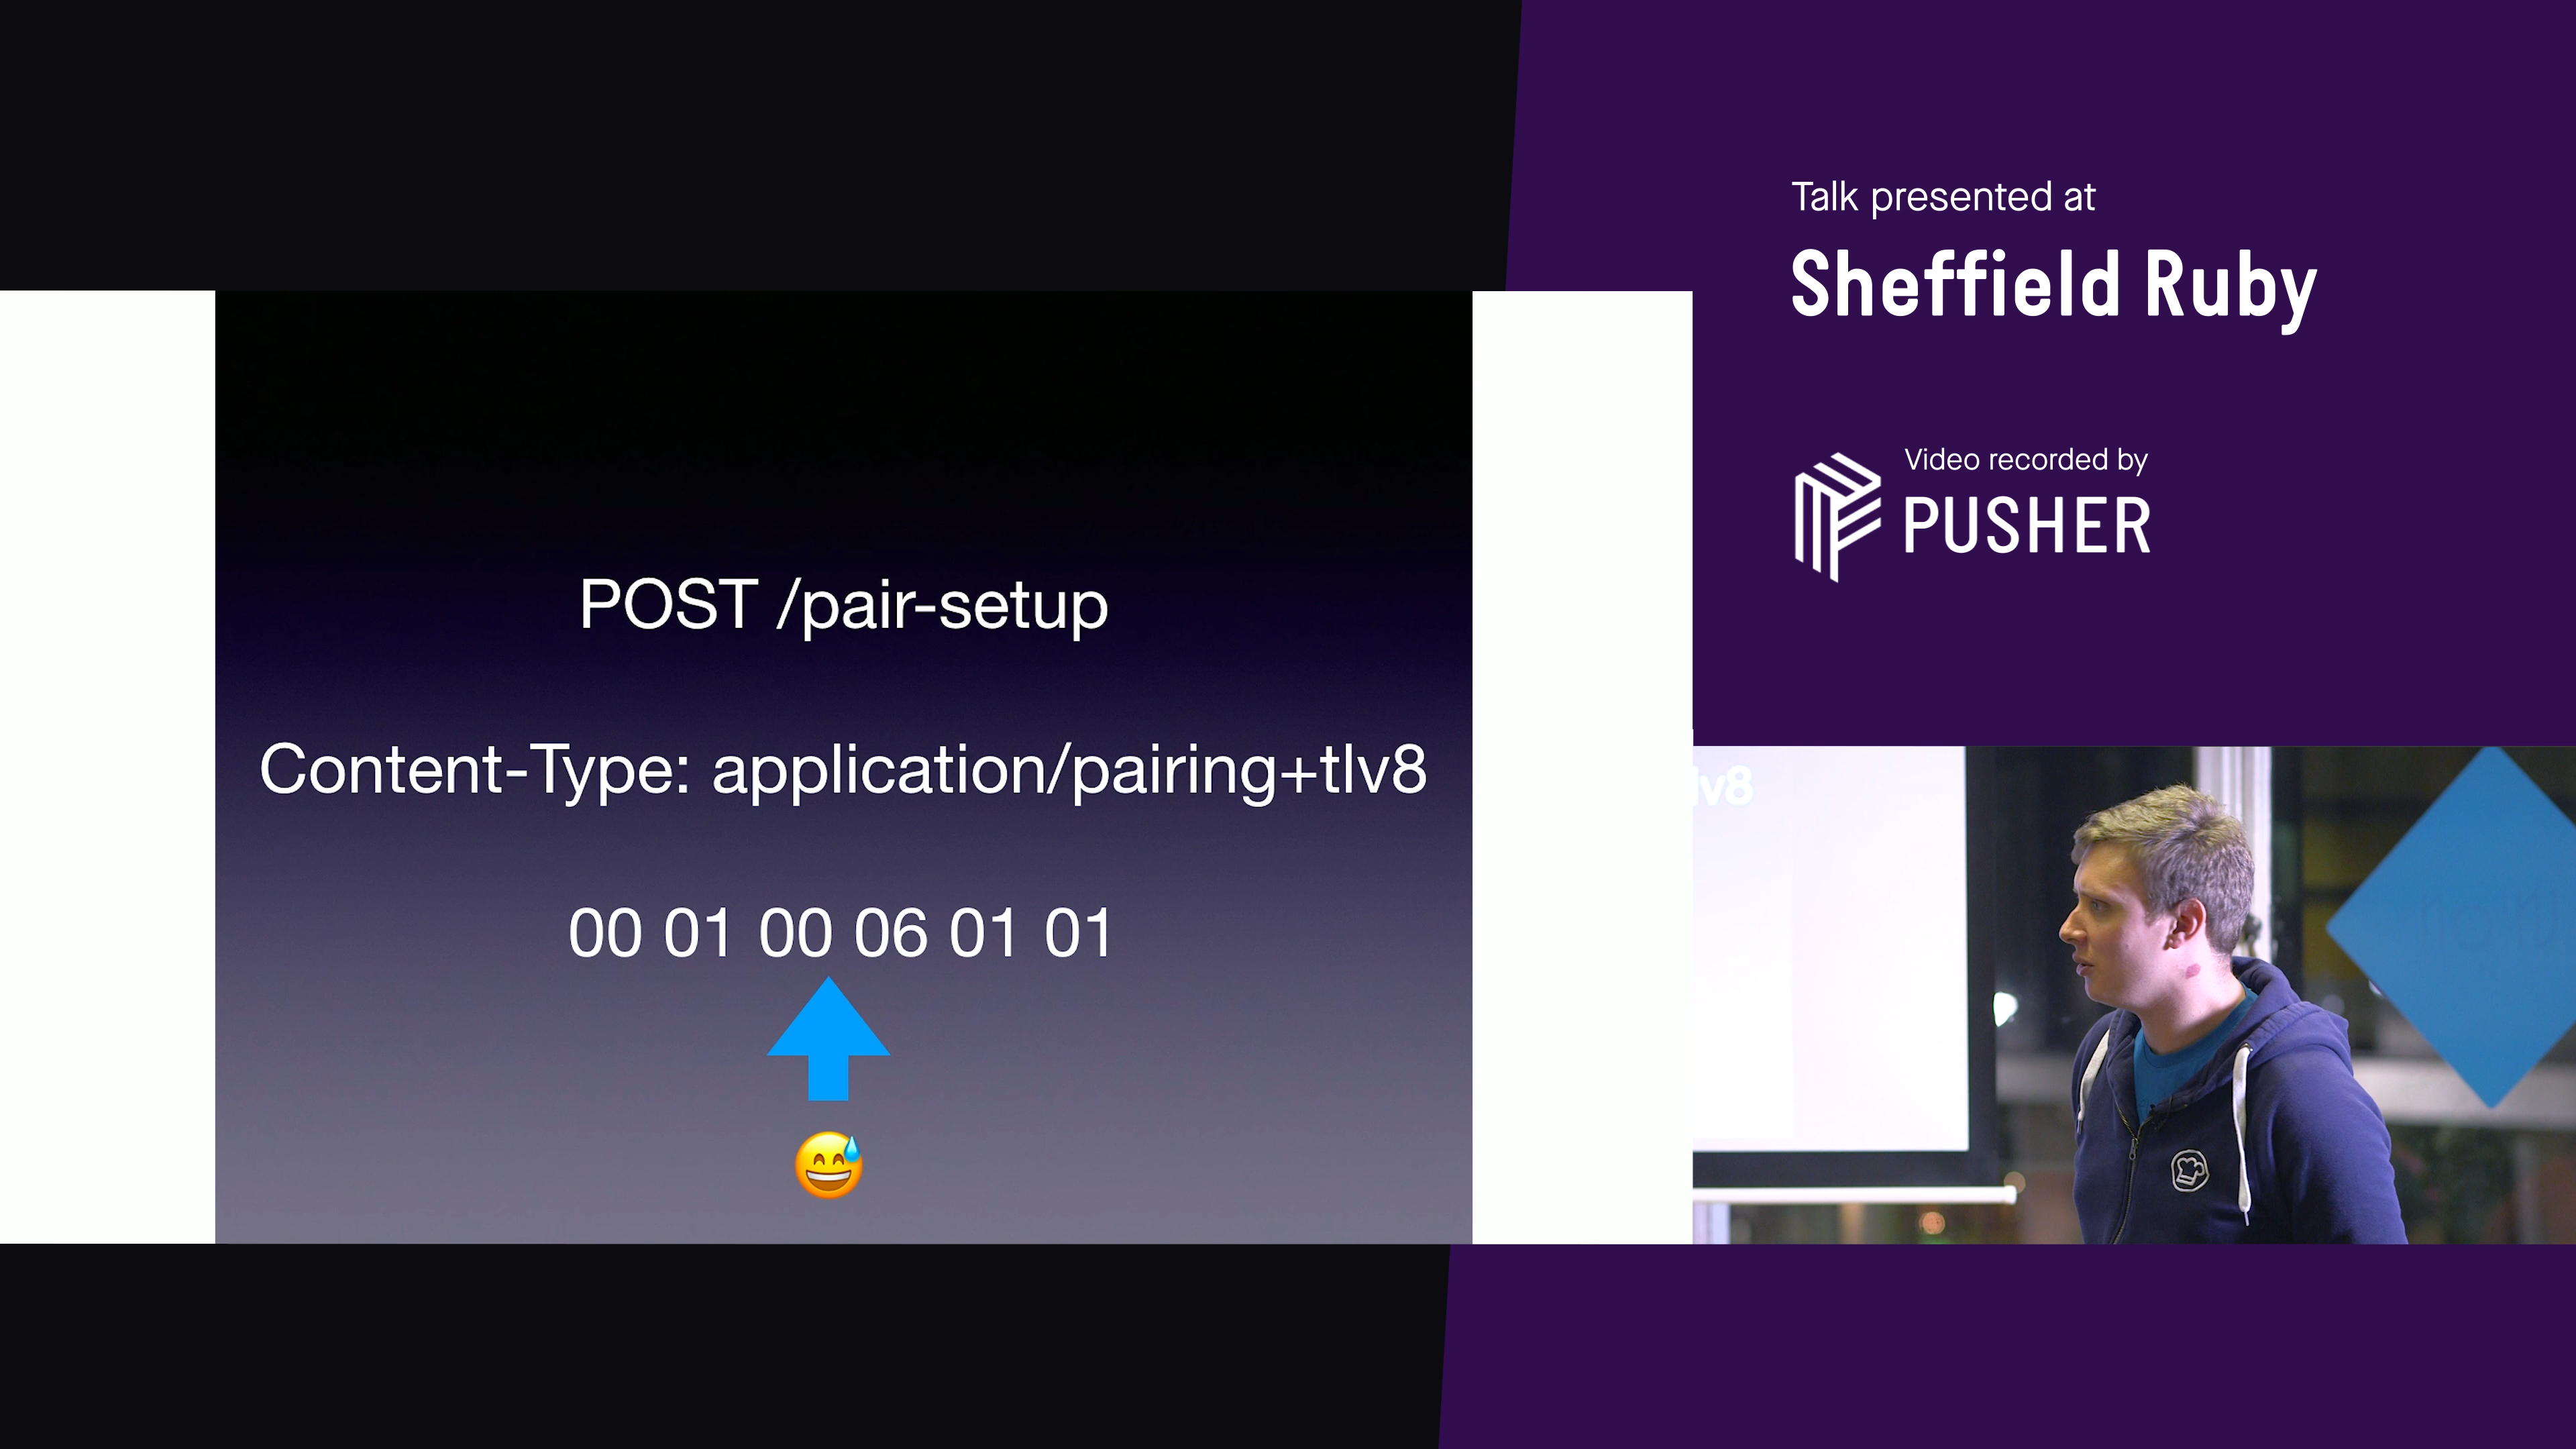 POST /pair-setup
Content-Type: application/pairing+tlv8
00 01 00 06 01 01
Talk presented at
Sheffield Ruby
Video recorded by
PUSHER
lv8